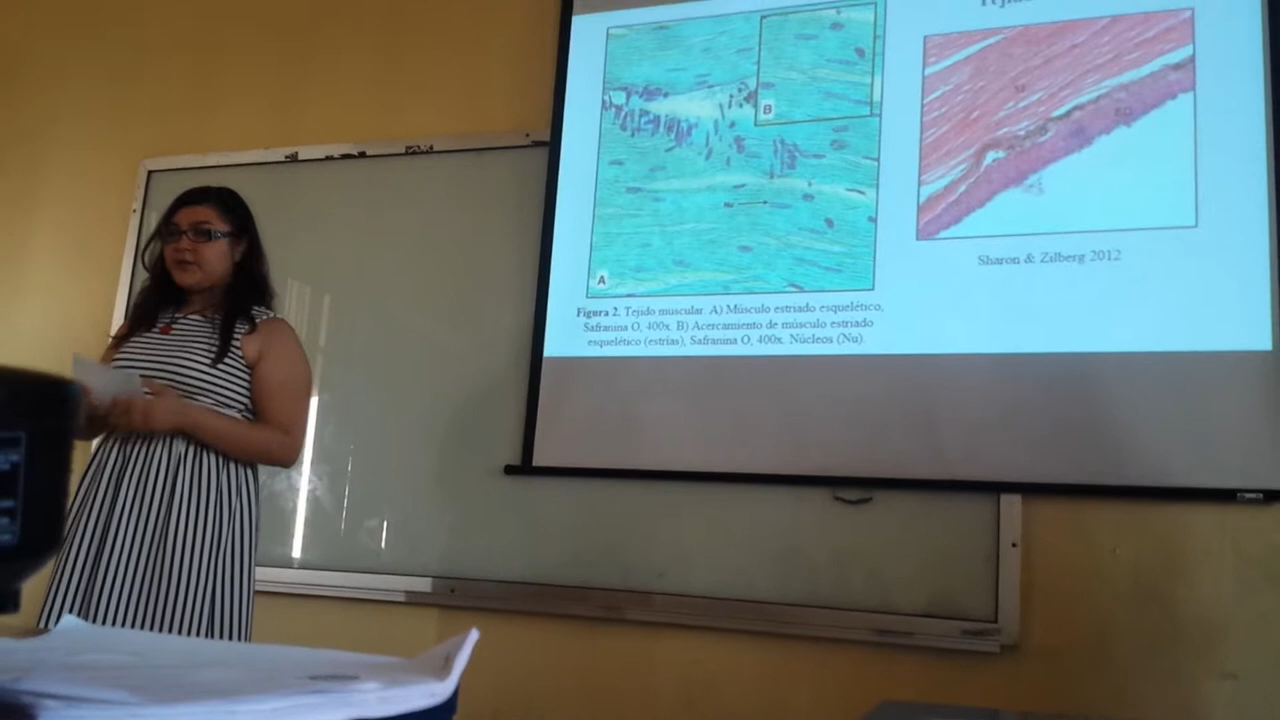 B
Nu
A
Figura 2. Tejido muscular. A) Músculo estriado esquelético,
Safranina O, 400x. B) Acercamiento de músculo estriado
esquelético (estrías), Safranina O, 400x. Núcleos (Nu).
Sharon & Zilberg 2012